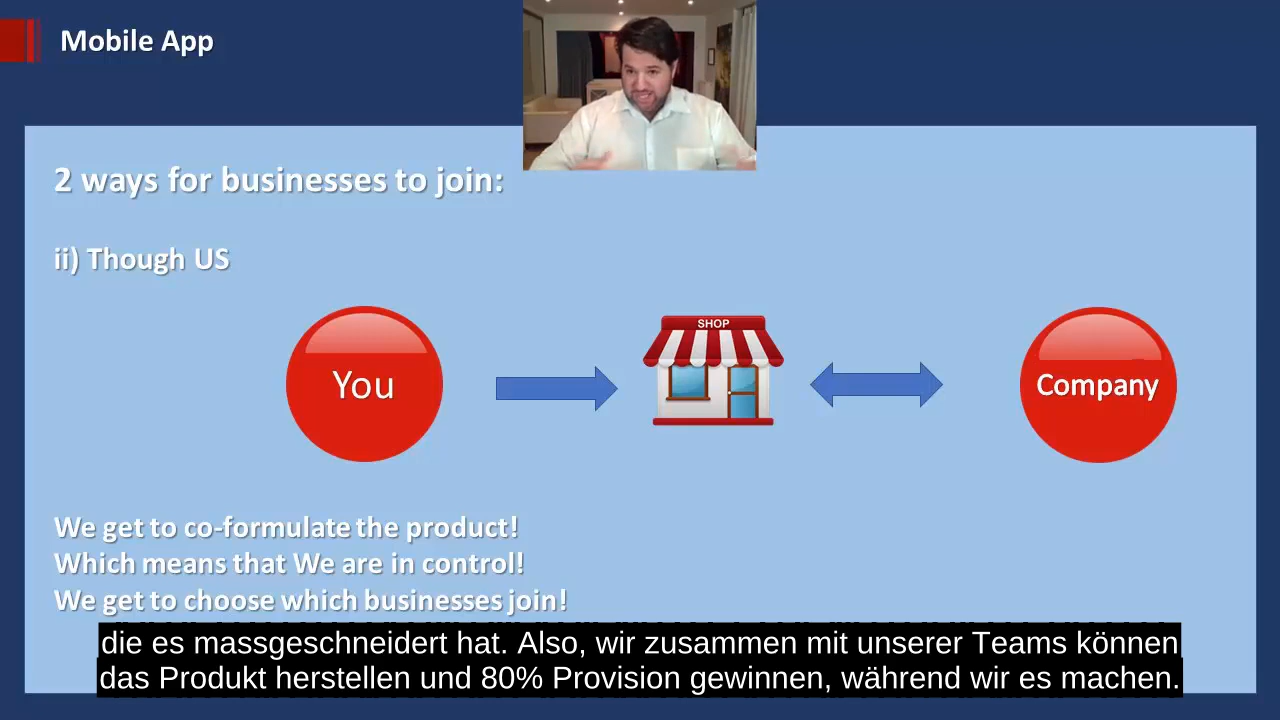 Mobile App
2 ways for businesses to join:
ii) Though US
SHOP
You
Company
We get to co-formulate the product!
Which means that We are in control!
We get to choose which businesses join!
die es massgeschneidert hat. Also, wir zusammen mit unserer Teams können
das Produkt herstellen und 80% Provision gewinnen, während wir es machen.